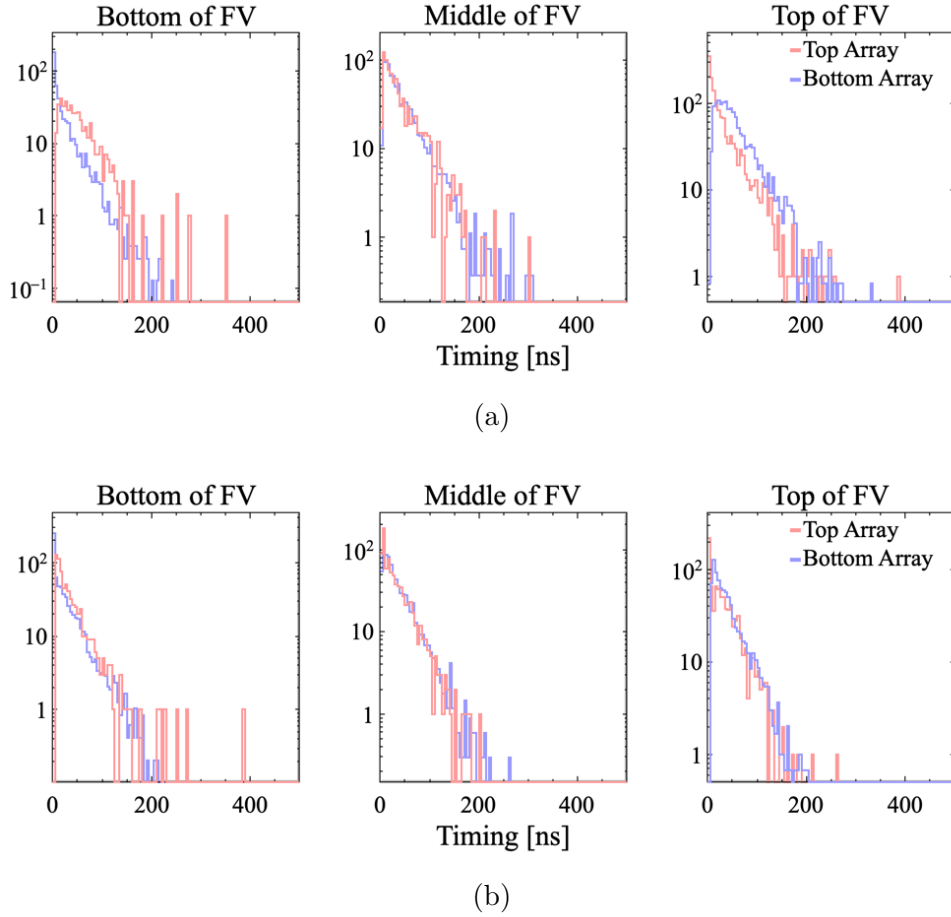 Bottom of FV
Middle of FV
Top of FV
10²
10
1
10⁻¹
0
200
400
10²
10
1
0
200
400
Timing [ns]
10²
10
1
0
200
400
Top Array
Bottom Array
(a)
Bottom of FV
Middle of FV
Top of FV
10²
10
1
0
200
400
10²
10
1
0
200
400
Timing [ns]
10²
10
1
0
200
400
Top Array
Bottom Array
(b)